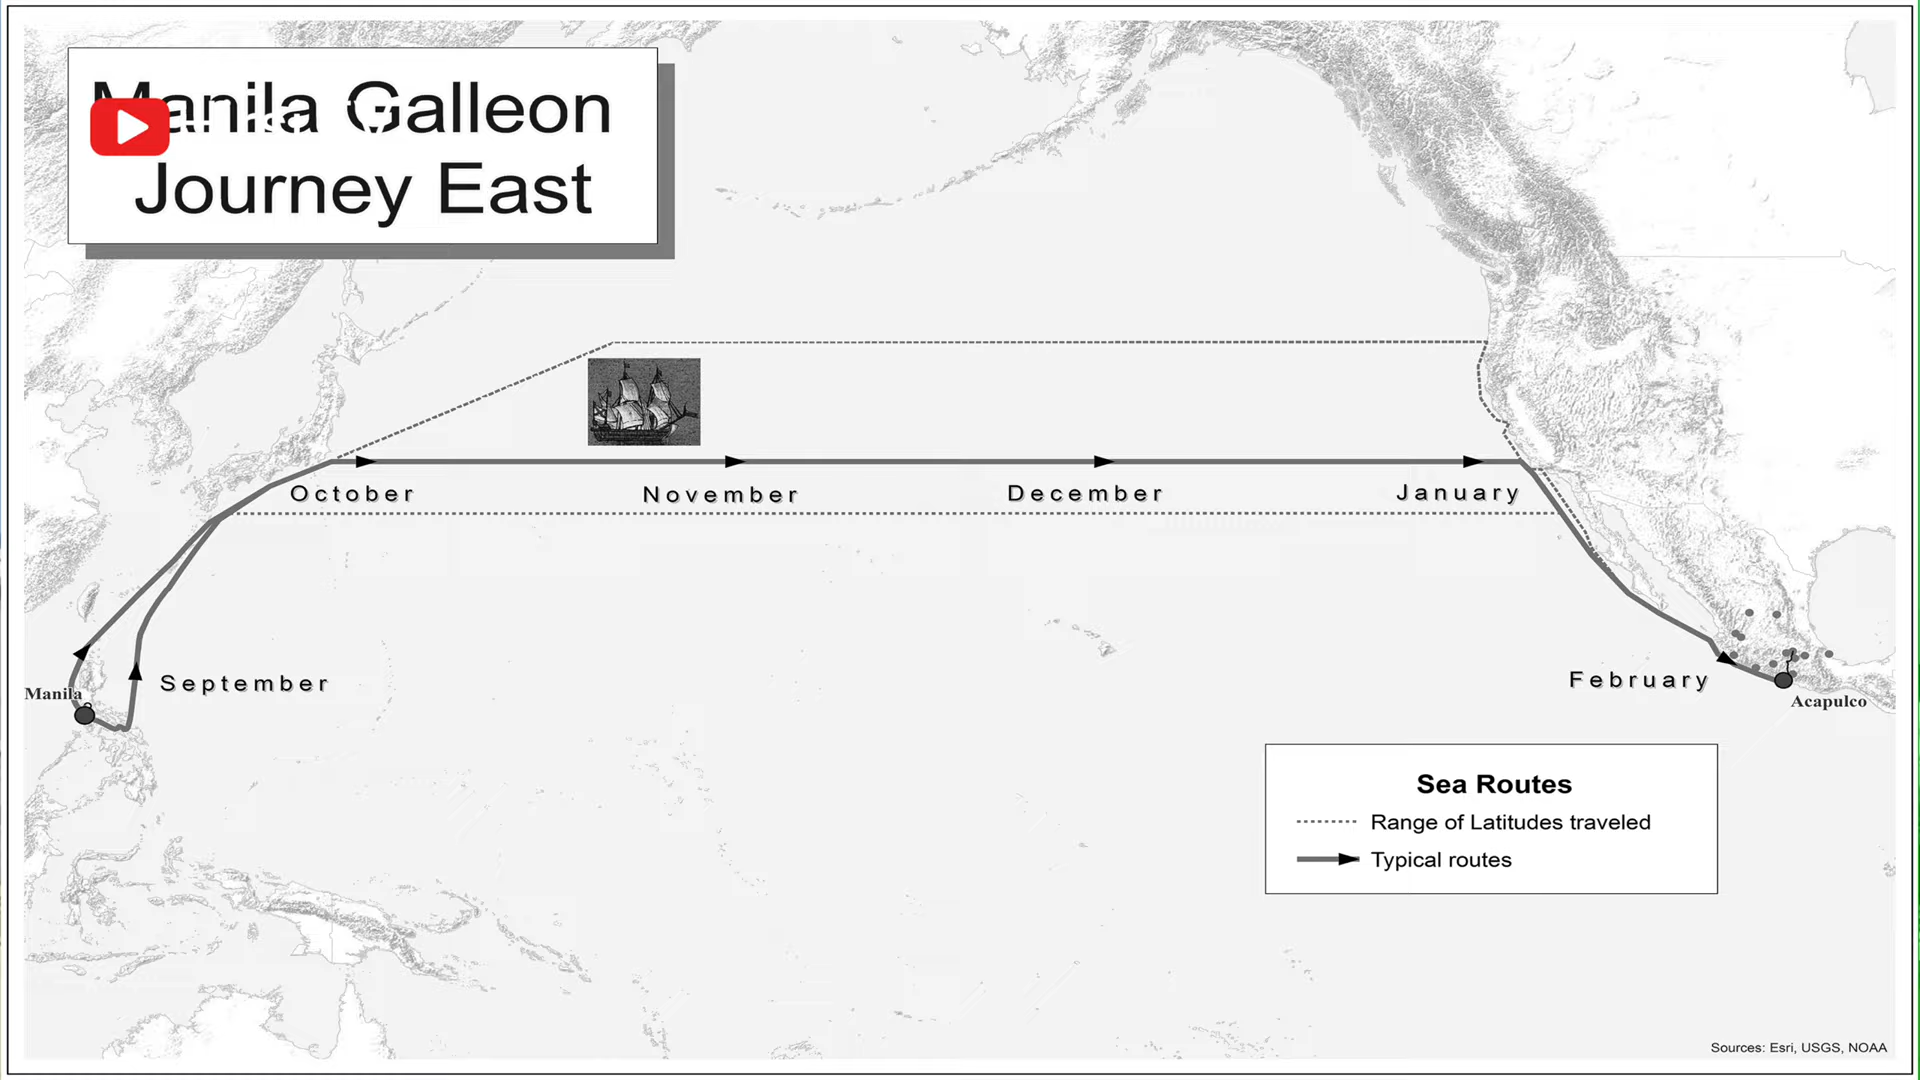 Manila Galleon
Journey East
October
November
December
January
September
February
Manila
Acapulco
Sea Routes
Range of Latitudes traveled
Typical routes
Sources: Esri, USGS, NOAA